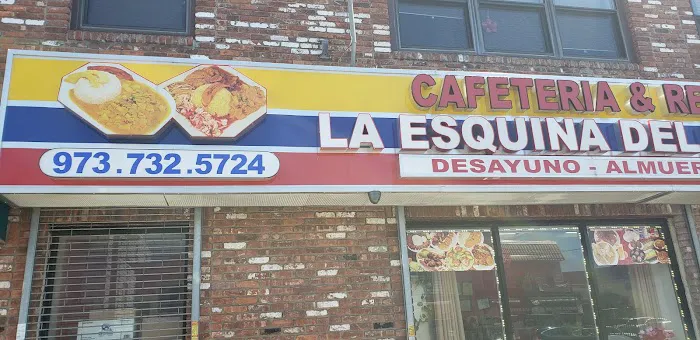 CAFETERIA & RE
LA ESQUINA DEL
973.732.5724
DESAYUNO - ALMUER